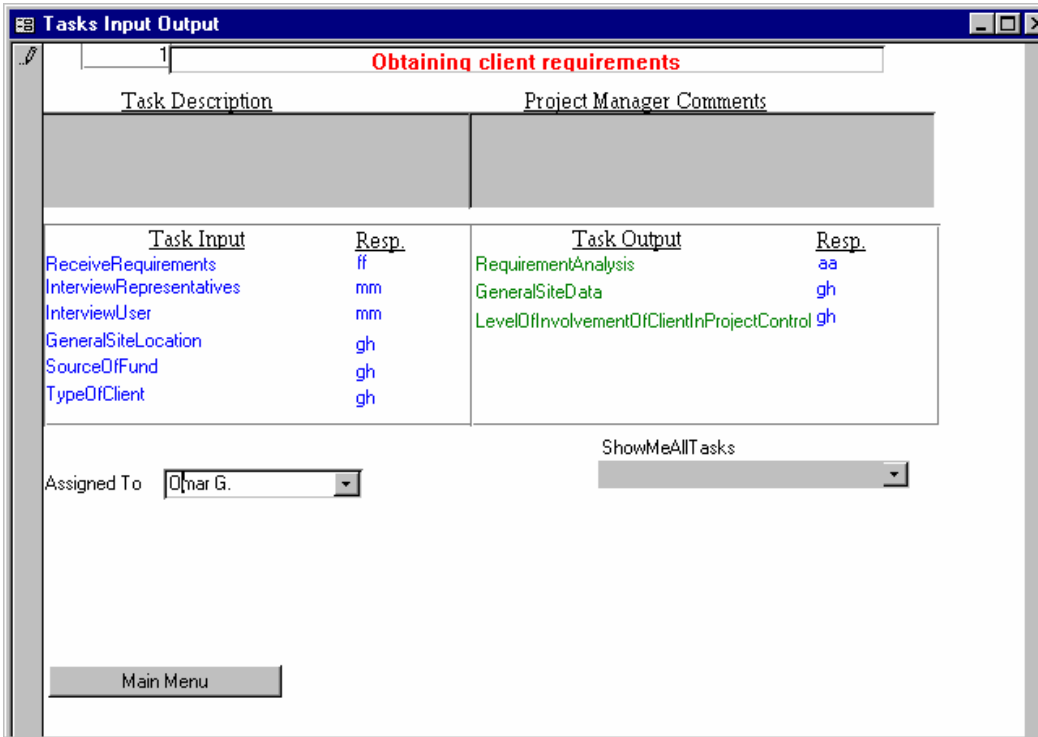 Tasks Input Output
1 Obtaining client requirements
Task Description Project Manager Comments
Task Input Resp. Task Output Resp.
ReceiveRequirements ff RequirementAnalysis aa
InterviewRepresentatives mm GeneralSiteData gh
InterviewUser mm LevelOfInvolvementOfClientInProjectControl gh
GeneralSiteLocation gh
SourceOfFund gh
TypeOfClient gh
ShowMeAllTasks
Assigned To Omar G.
Main Menu